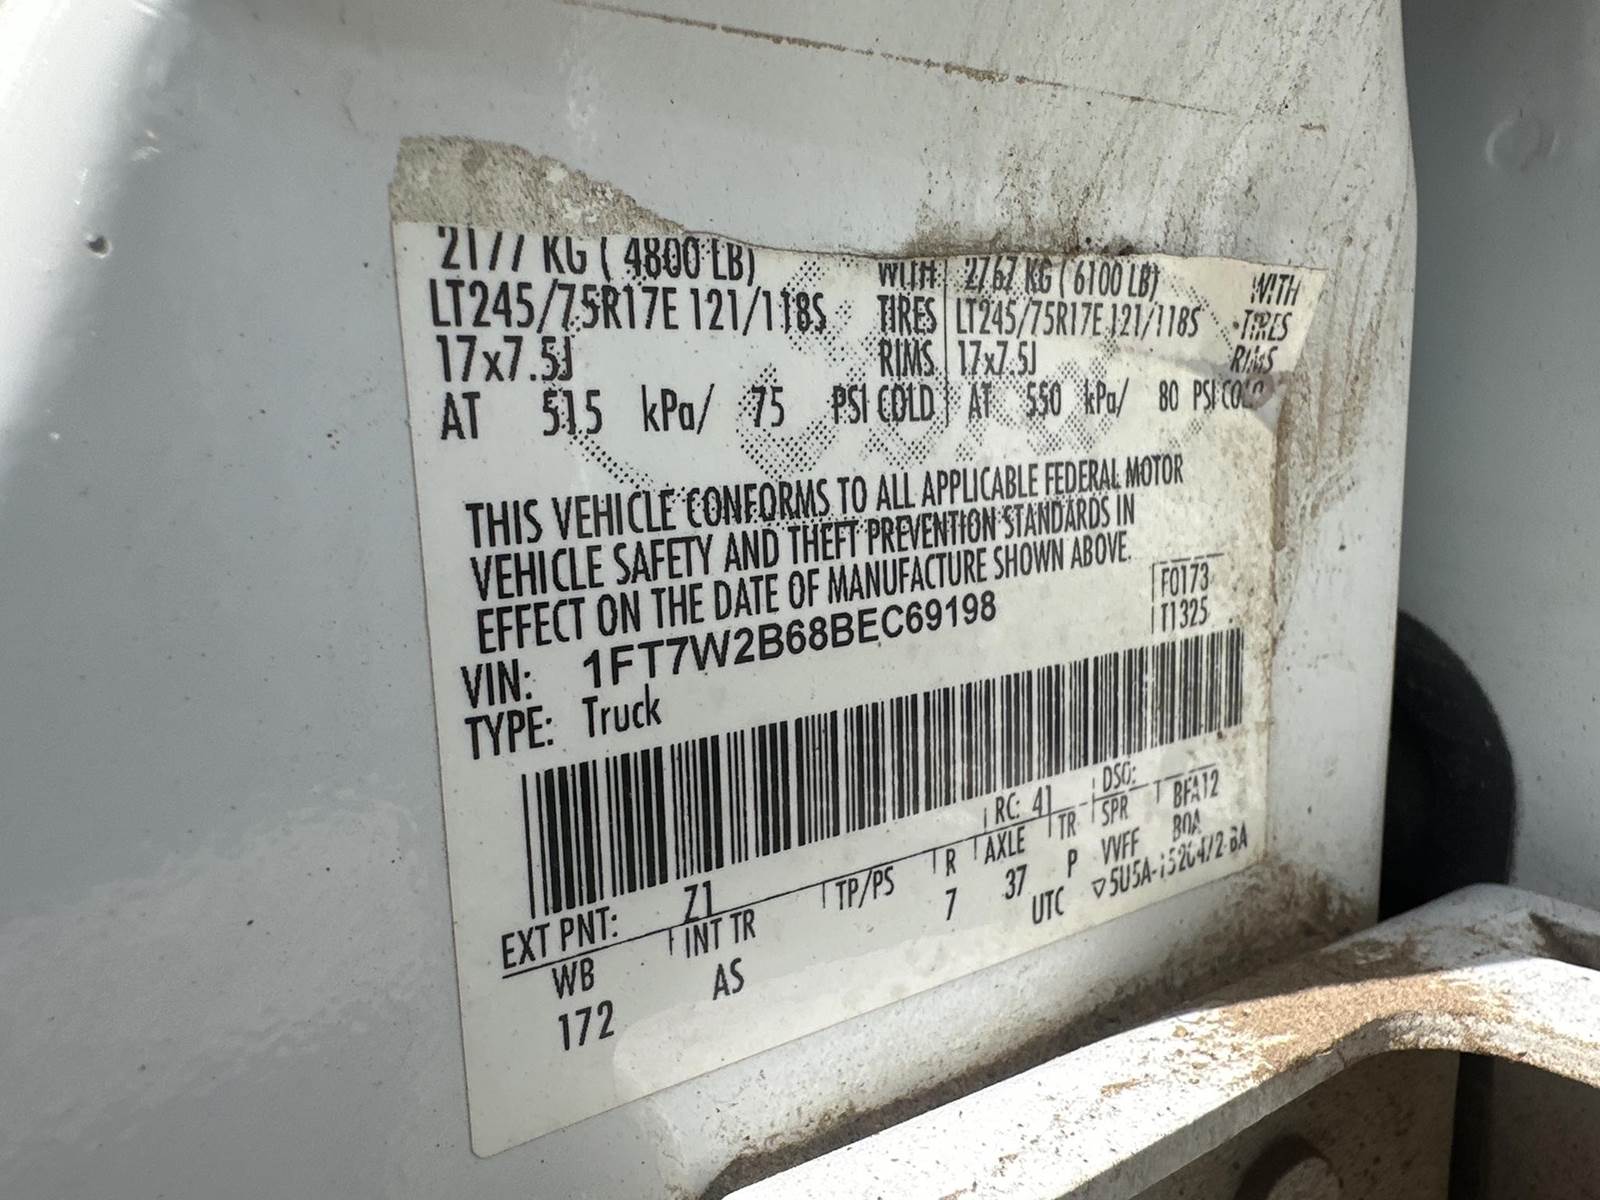 2177 KG ( 4800 LB) WITH 2767 KG ( 6100 LB) WITH
LT245/75R17E 121/118S TIRES LT245/75R17E 121/118S TIRES
17x7.5J RIMS 17x7.5J RIMS
AT 515 kPa/ 75 PSI COLD AT 550 kPa/ 80 PSI COLD
THIS VEHICLE CONFORMS TO ALL APPLICABLE FEDERAL MOTOR
VEHICLE SAFETY AND THEFT PREVENTION STANDARDS IN
EFFECT ON THE DATE OF MANUFACTURE SHOWN ABOVE.
F0173
VIN: 1FT7W2B68BEC69198 T1325
TYPE: Truck
EXT PNT: Z1 RC: 41 DSO:
WB INT TR TP/PS R AXLE TR SPR BFA12
172 AS 7 37 P VVFF BOA
UTC